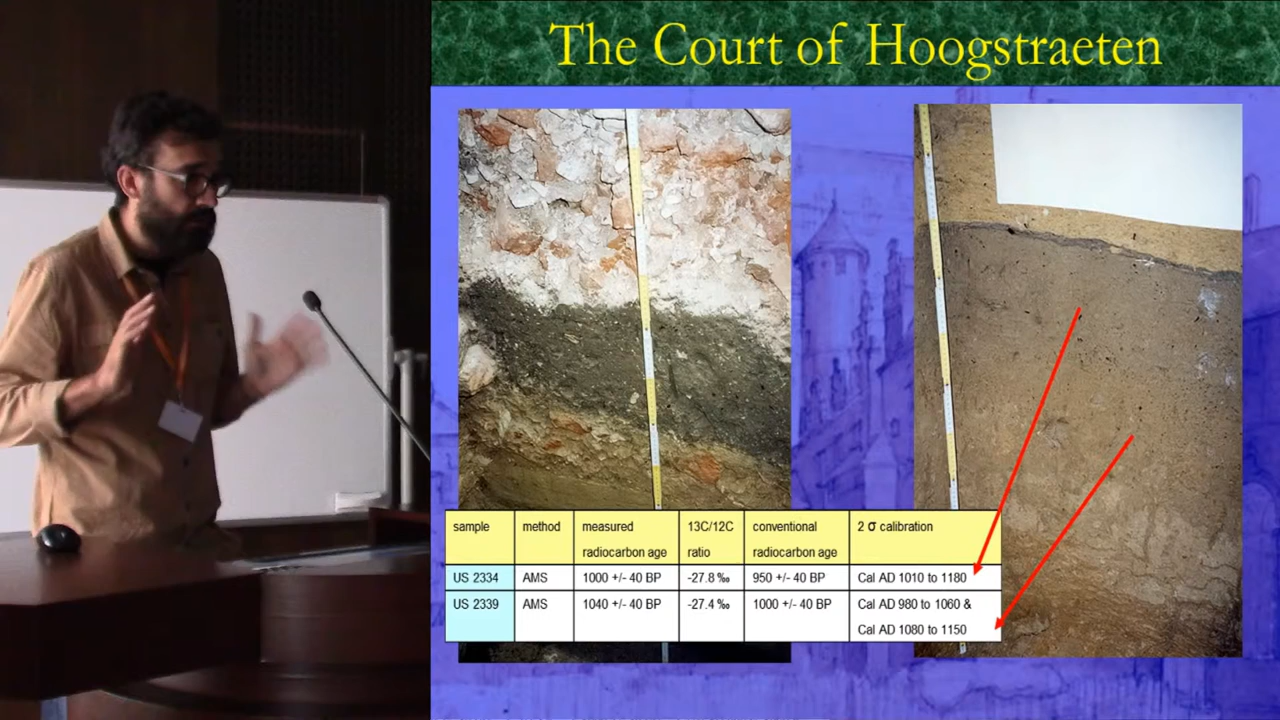 The Court of Hoogstraeten
sample method measured radiocarbon age 13C/12C ratio conventional radiocarbon age 2 σ calibration
US 2334 AMS 1000 +/- 40 BP -27.8 ‰ 950 +/- 40 BP Cal AD 1010 to 1180
US 2339 AMS 1040 +/- 40 BP -27.4 ‰ 1000 +/- 40 BP Cal AD 980 to 1060 &
Cal AD 1080 to 1150